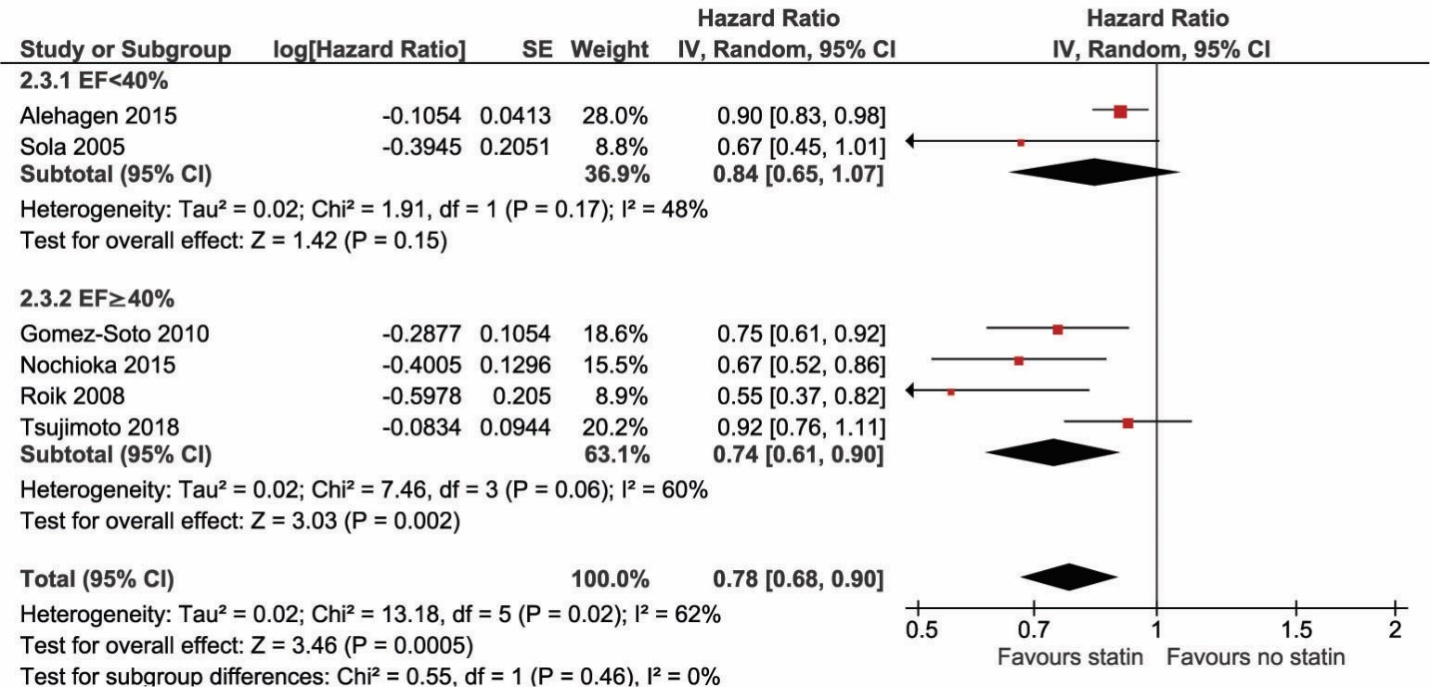 Hazard Ratio Hazard Ratio
Study or Subgroup log[Hazard Ratio] SE Weight IV, Random, 95% CI IV, Random, 95% CI
2.3.1 EF<40%
Alehagen 2015 -0.1054 0.0413 28.0% 0.90 [0.83, 0.98]
Sola 2005 -0.3945 0.2051 8.8% 0.67 [0.45, 1.01]
Subtotal (95% CI) 36.9% 0.84 [0.65, 1.07]
Heterogeneity: Tau² = 0.02; Chi² = 1.91, df = 1 (P = 0.17); I² = 48%
Test for overall effect: Z = 1.42 (P = 0.15)
2.3.2 EF≥40%
Gomez-Soto 2010 -0.2877 0.1054 18.6% 0.75 [0.61, 0.92]
Nochioka 2015 -0.4005 0.1296 15.5% 0.67 [0.52, 0.86]
Roik 2008 -0.5978 0.205 8.9% 0.55 [0.37, 0.82]
Tsujimoto 2018 -0.0834 0.0944 20.2% 0.92 [0.76, 1.11]
Subtotal (95% CI) 63.1% 0.74 [0.61, 0.90]
Heterogeneity: Tau² = 0.02; Chi² = 7.46, df = 3 (P = 0.06); I² = 60%
Test for overall effect: Z = 3.03 (P = 0.002)
Total (95% CI) 100.0% 0.78 [0.68, 0.90]
Heterogeneity: Tau² = 0.02; Chi² = 13.18, df = 5 (P = 0.02); I² = 62%
Test for overall effect: Z = 3.46 (P = 0.0005)
Test for subgroup differences: Chi² = 0.55, df = 1 (P = 0.46), I² = 0%
0.5 0.7 1 1.5 2
Favours statin Favours no statin